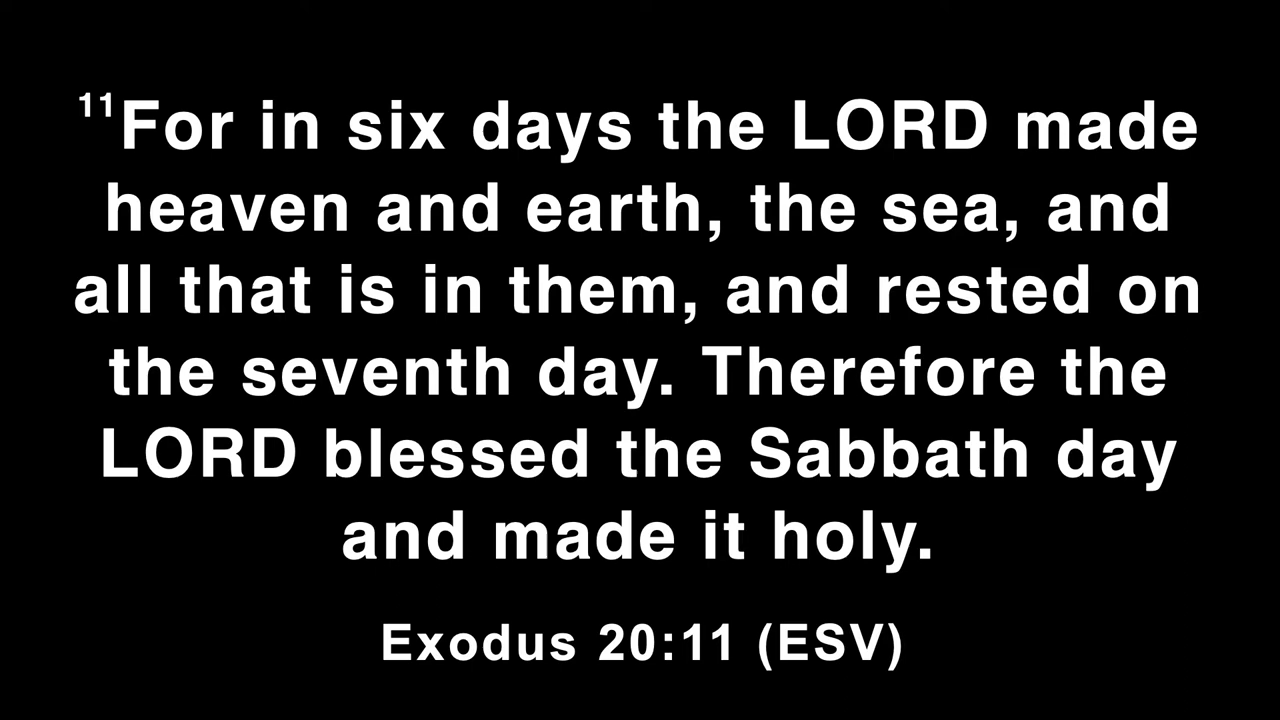 11For in six days the LORD made
heaven and earth, the sea, and
all that is in them, and rested on
the seventh day. Therefore the
LORD blessed the Sabbath day
and made it holy.
Exodus 20:11 (ESV)